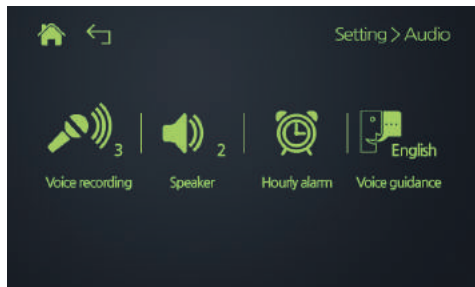 Setting > Audio
3
2
English
Voice recording
Speaker
Hourly alarm
Voice guidance